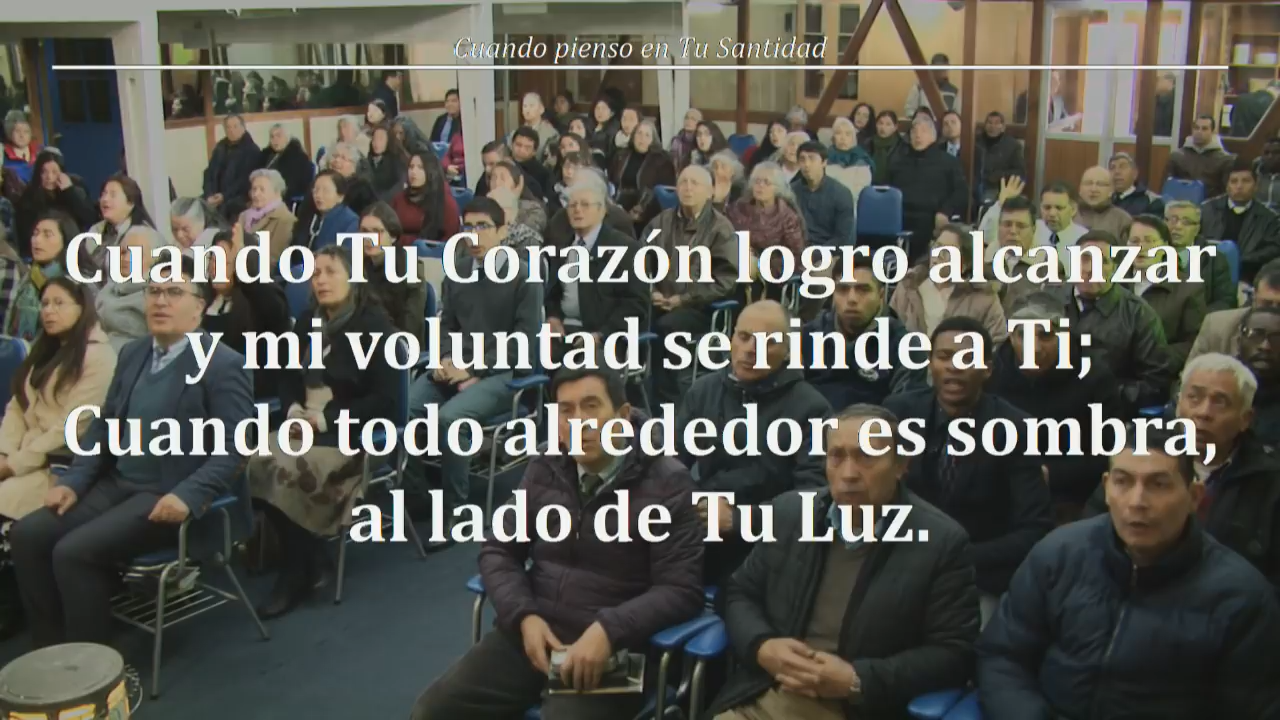 Cuando pienso en Tu Santidad
Cuando Tu Corazón logro alcanzar
y mi voluntad se rinde a Ti;
Cuando todo alrededor es sombra,
al lado de Tu Luz.